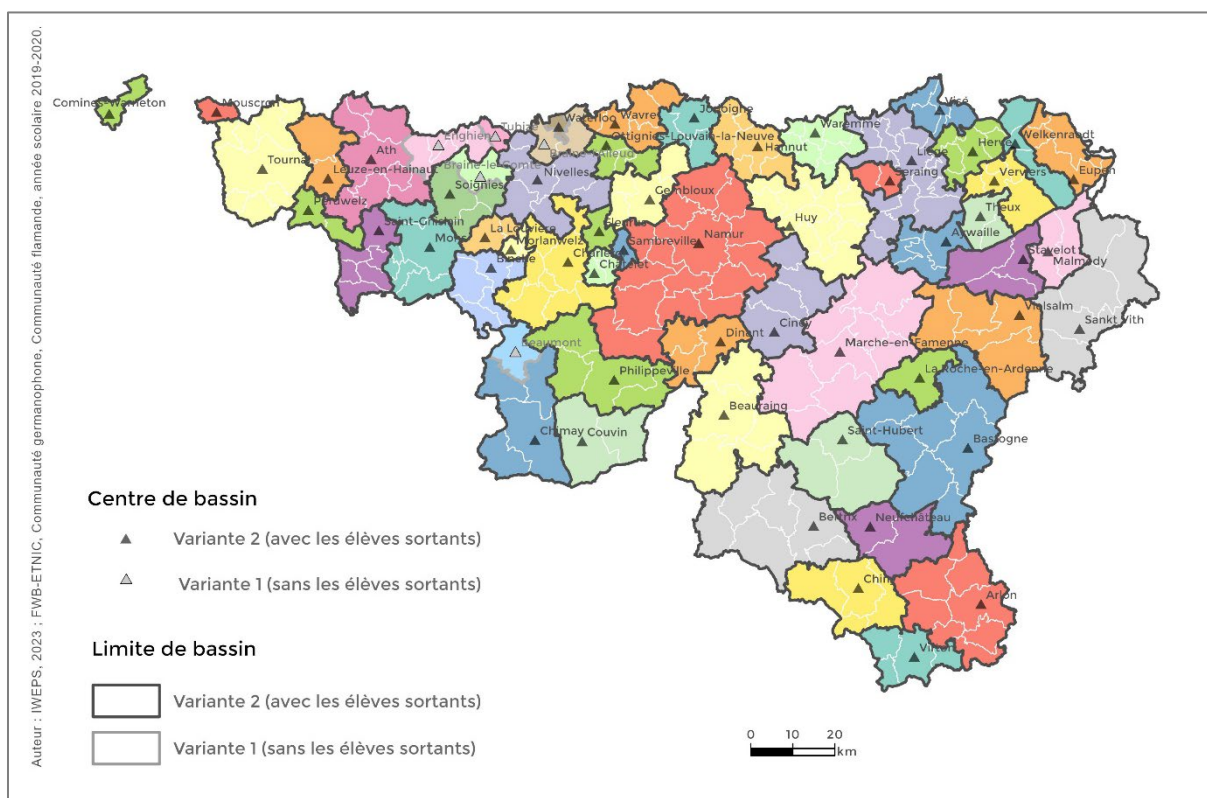 Auteur : IWEPS, 2023 ; FWB-ETNIC, Communauté germanophone, Communauté flamande, année scolaire 2019-2020.
Comines-Warneton
Mouscron
Tournai
Leuze-en-Hainaut
Péruwelz
Ath
Enghien
Tubize
Braine-le-Comte
Soignies
Saint-Ghislain
Mons
La Louvière
Morlanwelz
Binche
Waterloo
Braine-l'Alleud
Nivelles
Wavre
Ottignies-Louvain-la-Neuve
Jodoigne
Hannut
Gembloux
Fleurus
Charleroi
Châtelet
Sambreville
Namur
Waremme
Huy
Liège
Seraing
Visé
Herve
Welkenraedt
Eupen
Verviers
Theux
Aywaille
Stavelot
Malmedy
Vielsalm
Sankt Vith
Beaumont
Chimay
Couvin
Philippeville
Dinant
Ciney
Marche-en-Famenne
La Roche-en-Ardenne
Beauraing
Saint-Hubert
Bastogne
Bertrix
Neufchâteau
Chiny
Arlon
Virton
Centre de bassin
Variante 2 (avec les élèves sortants)
Variante 1 (sans les élèves sortants)
Limite de bassin
Variante 2 (avec les élèves sortants)
Variante 1 (sans les élèves sortants)
0 10 20
km